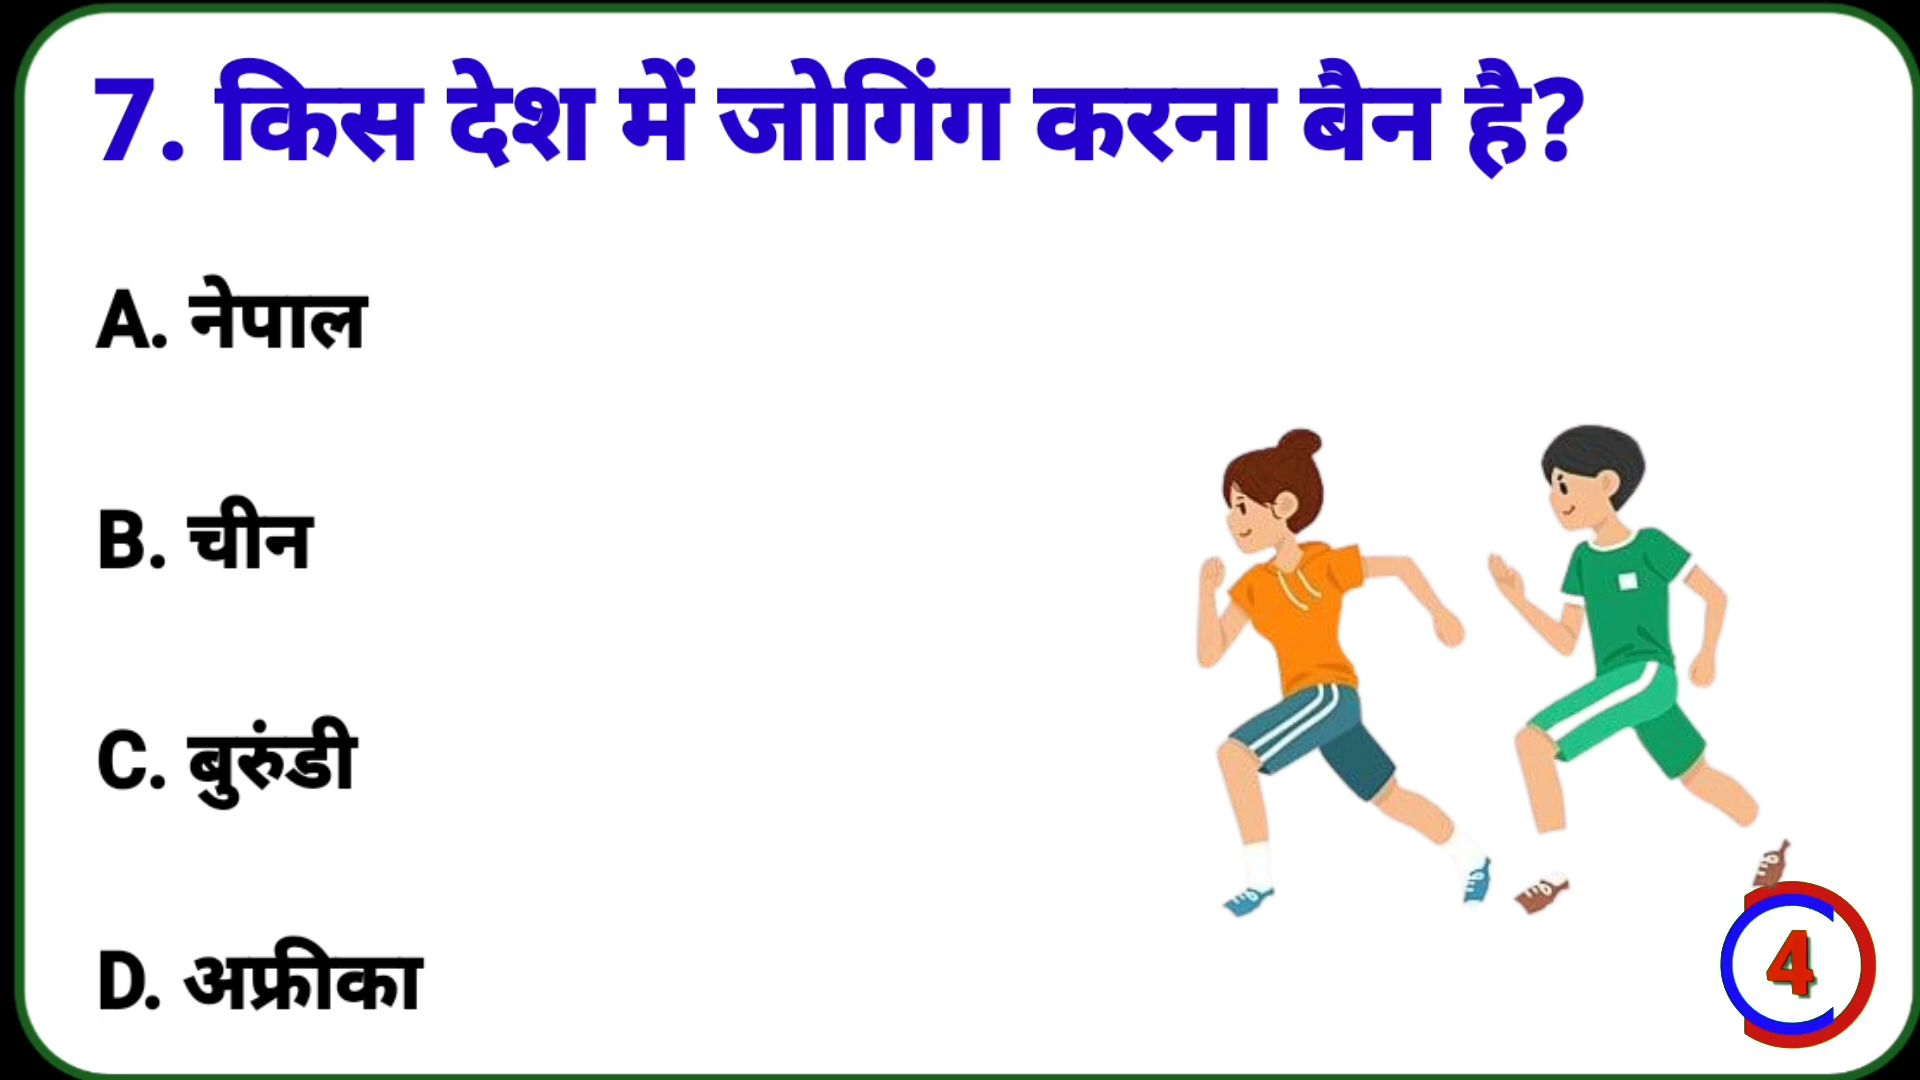 7. किस देश में जोगिंग करना बैन है?
A. नेपाल
B. चीन
C. बुरुंडी
D. अफ्रीका
4